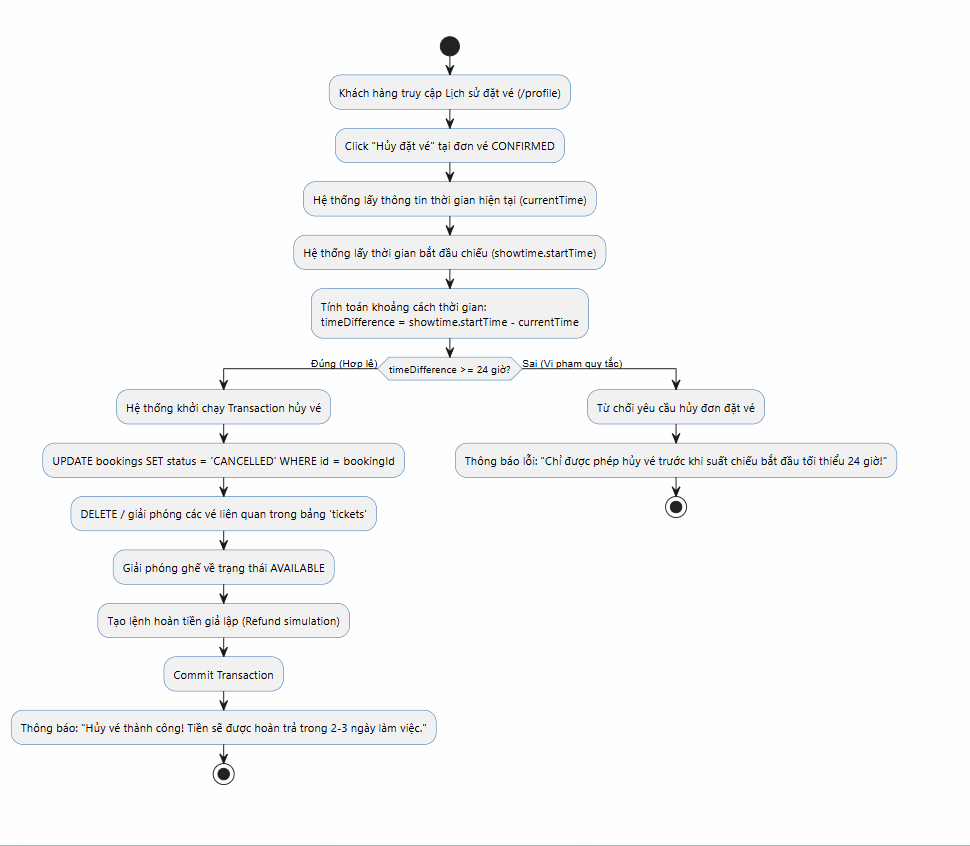 Khách hàng truy cập Lịch sử đặt vé (/profile)
Click "Hủy đặt vé" tại đơn vé CONFIRMED
Hệ thống lấy thông tin thời gian hiện tại (currentTime)
Hệ thống lấy thời gian bắt đầu chiếu (showtime.startTime)
Tính toán khoảng cách thời gian:
timeDifference = showtime.startTime - currentTime
timeDifference >= 24 giờ?
Đúng (Hợp lệ)
Sai (Vi phạm quy tắc)
Hệ thống khởi chạy Transaction hủy vé
UPDATE bookings SET status = 'CANCELLED' WHERE id = bookingId
DELETE / giải phóng các vé liên quan trong bảng 'tickets'
Giải phóng ghế về trạng thái AVAILABLE
Tạo lệnh hoàn tiền giả lập (Refund simulation)
Commit Transaction
Thông báo: "Hủy vé thành công! Tiền sẽ được hoàn trả trong 2-3 ngày làm việc."
Từ chối yêu cầu hủy đơn đặt vé
Thông báo lỗi: "Chỉ được phép hủy vé trước khi suất chiếu bắt đầu tối thiểu 24 giờ!"